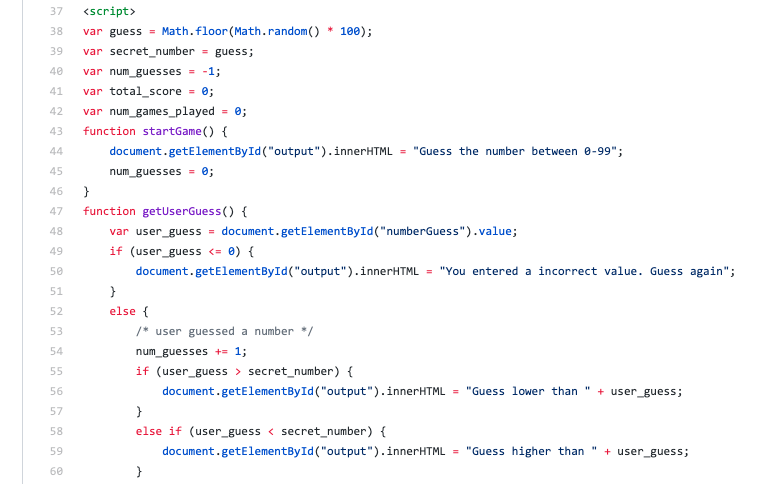 37 <script>
38 var guess = Math.floor(Math.random() * 100);
39 var secret_number = guess;
40 var num_guesses = -1;
41 var total_score = 0;
42 var num_games_played = 0;
43 function startGame() {
44     document.getElementById("output").innerHTML = "Guess the number between 0-99";
45     num_guesses = 0;
46 }
47 function getUserGuess() {
48     var user_guess = document.getElementById("numberGuess").value;
49     if (user_guess <= 0) {
50         document.getElementById("output").innerHTML = "You entered a incorrect value. Guess again";
51     }
52     else {
53         /* user guessed a number */
54         num_guesses += 1;
55         if (user_guess > secret_number) {
56             document.getElementById("output").innerHTML = "Guess lower than " + user_guess;
57         }
58         else if (user_guess < secret_number) {
59             document.getElementById("output").innerHTML = "Guess higher than " + user_guess;
60         }